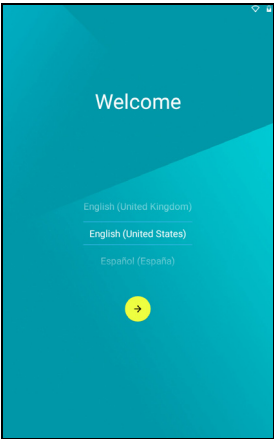 Welcome
English (United Kingdom)
English (United States)
Español (España)